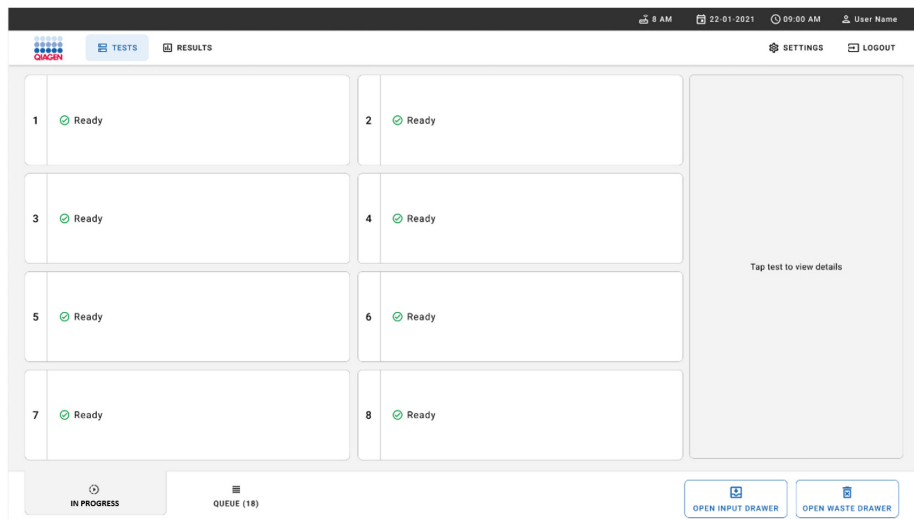 8 AM 22-01-2021 09:00 AM User Name
QIAGEN TESTS RESULTS SETTINGS LOGOUT
1 Ready 2 Ready
3 Ready 4 Ready
Tap test to view details
5 Ready 6 Ready
7 Ready 8 Ready
IN PROGRESS QUEUE (18) OPEN INPUT DRAWER OPEN WASTE DRAWER